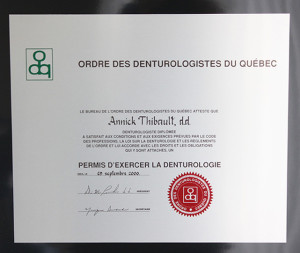 ORDRE DES DENTUROLOGISTES DU QUÉBEC
LE BUREAU DE L'ORDRE DES DENTUROLOGISTES DU QUÉBEC ATTESTE QUE
Annick Thibault, d.d.
DENTUROLOGISTE DIPLÔMÉE
A SATISFAIT AUX CONDITIONS ET AUX EXIGENCES PRÉVUES PAR LE CODE
DES PROFESSIONS, LA LOI SUR LA DENTUROLOGIE ET LES RÈGLEMENTS
DE L'ORDRE ET LUI ACCORDE AVEC LES DROITS ET LES OBLIGATIONS
QUI Y SONT ATTACHÉS, UN
PERMIS D'EXERCER LA DENTUROLOGIE
septembre
PRÉSIDENT